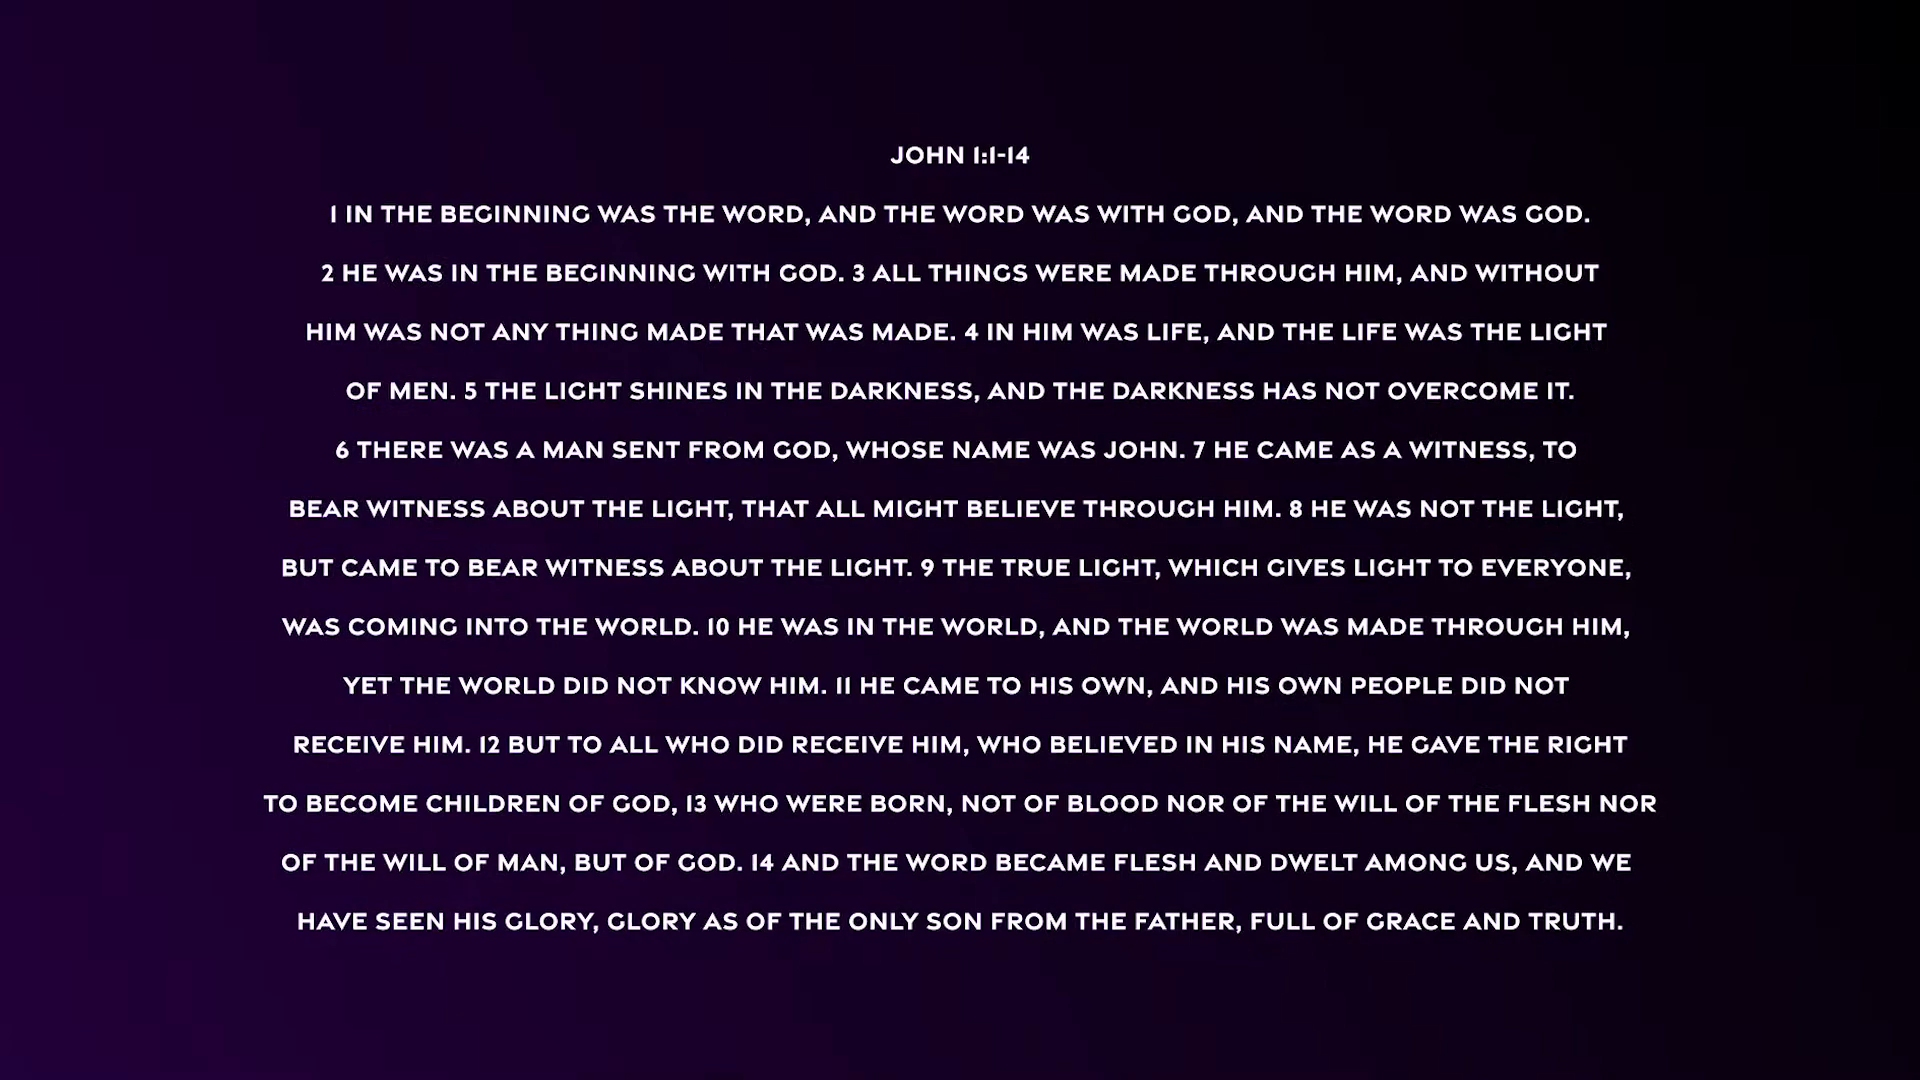 JOHN 1:1-14
1 IN THE BEGINNING WAS THE WORD, AND THE WORD WAS WITH GOD, AND THE WORD WAS GOD.
2 HE WAS IN THE BEGINNING WITH GOD. 3 ALL THINGS WERE MADE THROUGH HIM, AND WITHOUT
HIM WAS NOT ANY THING MADE THAT WAS MADE. 4 IN HIM WAS LIFE, AND THE LIFE WAS THE LIGHT
OF MEN. 5 THE LIGHT SHINES IN THE DARKNESS, AND THE DARKNESS HAS NOT OVERCOME IT.
6 THERE WAS A MAN SENT FROM GOD, WHOSE NAME WAS JOHN. 7 HE CAME AS A WITNESS, TO
BEAR WITNESS ABOUT THE LIGHT, THAT ALL MIGHT BELIEVE THROUGH HIM. 8 HE WAS NOT THE LIGHT,
BUT CAME TO BEAR WITNESS ABOUT THE LIGHT. 9 THE TRUE LIGHT, WHICH GIVES LIGHT TO EVERYONE,
WAS COMING INTO THE WORLD. 10 HE WAS IN THE WORLD, AND THE WORLD WAS MADE THROUGH HIM,
YET THE WORLD DID NOT KNOW HIM. 11 HE CAME TO HIS OWN, AND HIS OWN PEOPLE DID NOT
RECEIVE HIM. 12 BUT TO ALL WHO DID RECEIVE HIM, WHO BELIEVED IN HIS NAME, HE GAVE THE RIGHT
TO BECOME CHILDREN OF GOD, 13 WHO WERE BORN, NOT OF BLOOD NOR OF THE WILL OF THE FLESH NOR
OF THE WILL OF MAN, BUT OF GOD. 14 AND THE WORD BECAME FLESH AND DWELT AMONG US, AND WE
HAVE SEEN HIS GLORY, GLORY AS OF THE ONLY SON FROM THE FATHER, FULL OF GRACE AND TRUTH.